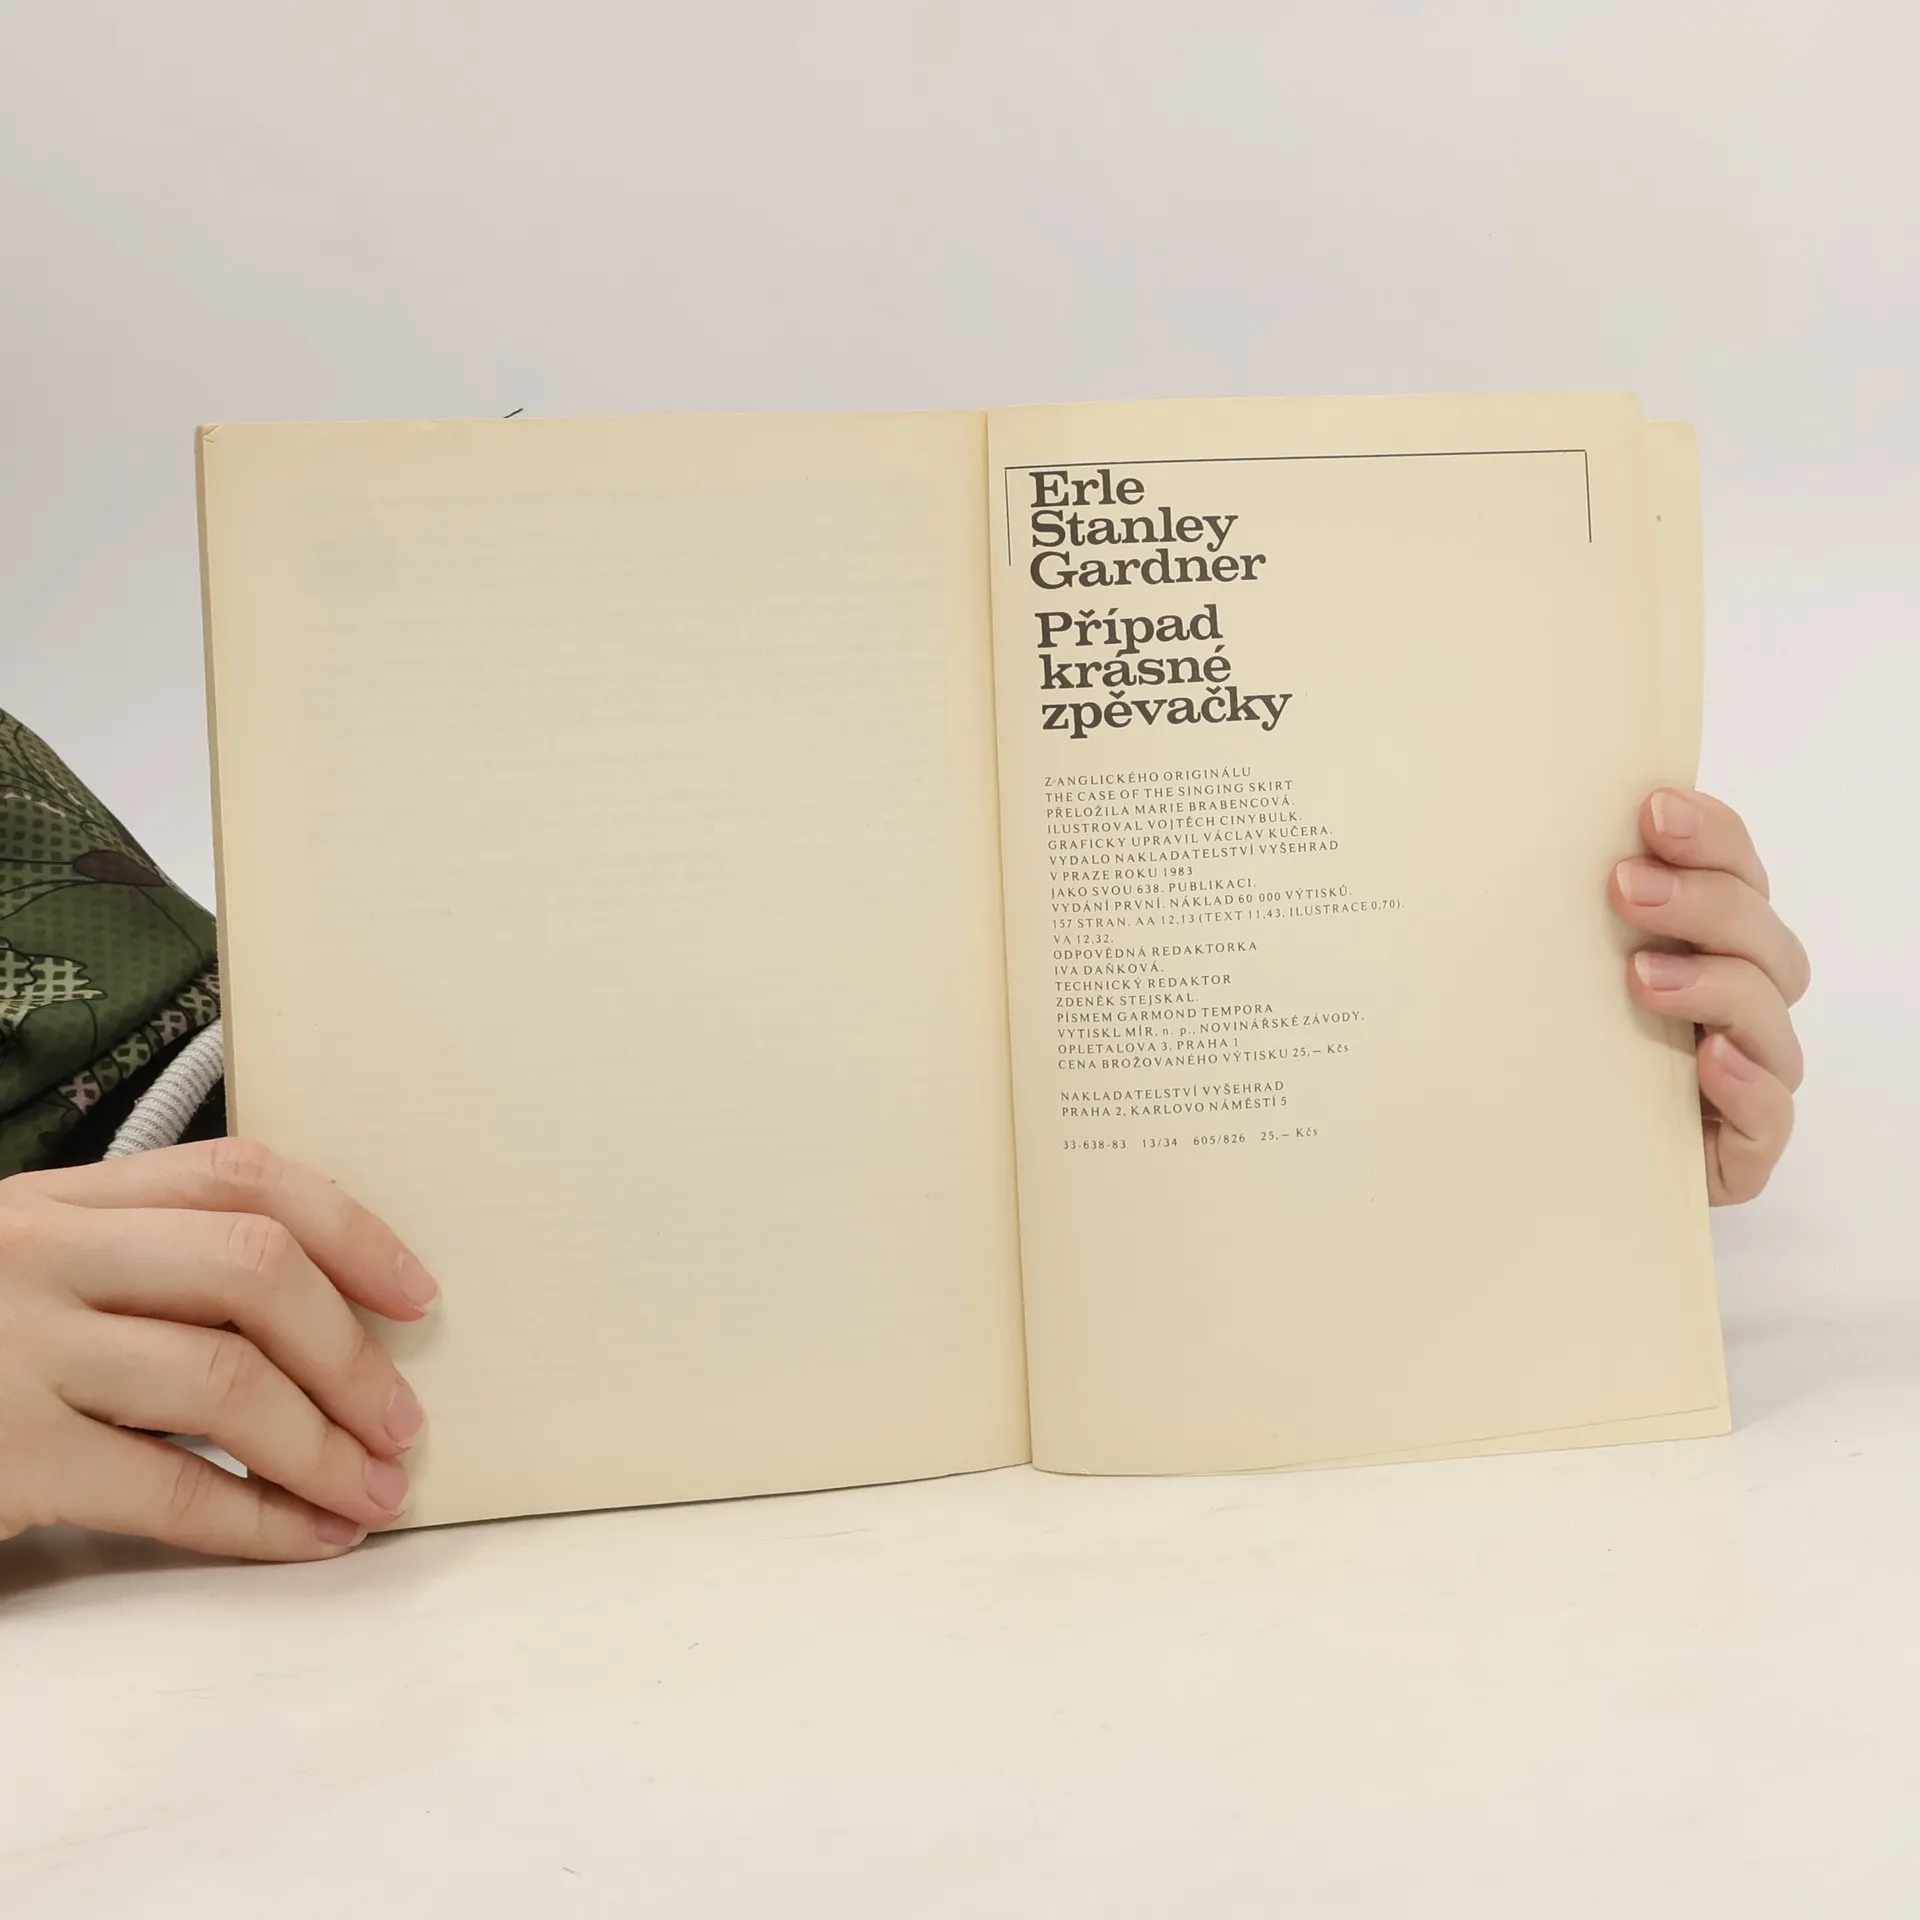 Erle
Stanley
Gardner
Případ
krásné
zpěvačky
Z ANGLICKÉHO ORIGINÁLU
THE CASE OF THE SINGING SKIRT
PŘELOŽILA MARIE BRABENCOVÁ.
ILUSTROVAL VOJTĚCH CINYBULK.
GRAFICKY UPRAVIL VÁCLAV KUČERA.
VYDALO NAKLADATELSTVÍ VYŠEHRAD
V PRAZE ROKU 1983
JAKO SVOU 638. PUBLIKACI.
VYDÁNÍ PRVNÍ. NÁKLAD 60 000 VÝTISKŮ.
157 STRAN. AA 12,13 (TEXT 11,43, ILUSTRACE 0,70).
VA 12,32.
ODPOVĚDNÁ REDAKTORKA
IVA DAŇKOVÁ.
TECHNICKÝ REDAKTOR
ZDENĚK STEJSKAL.
PÍSMEM GARMOND TEMPORA
VYTISKL MÍR, n. p., NOVINÁŘSKÉ ZÁVODY,
OPLETALOVA 3, PRAHA 1
CENA BROŽOVANÉHO VÝTISKU 25,— Kčs
NAKLADATELSTVÍ VYŠEHRAD
PRAHA 2, KARLOVO NÁMĚSTÍ 5
33-638-83 13/34 605/826 25,— Kčs